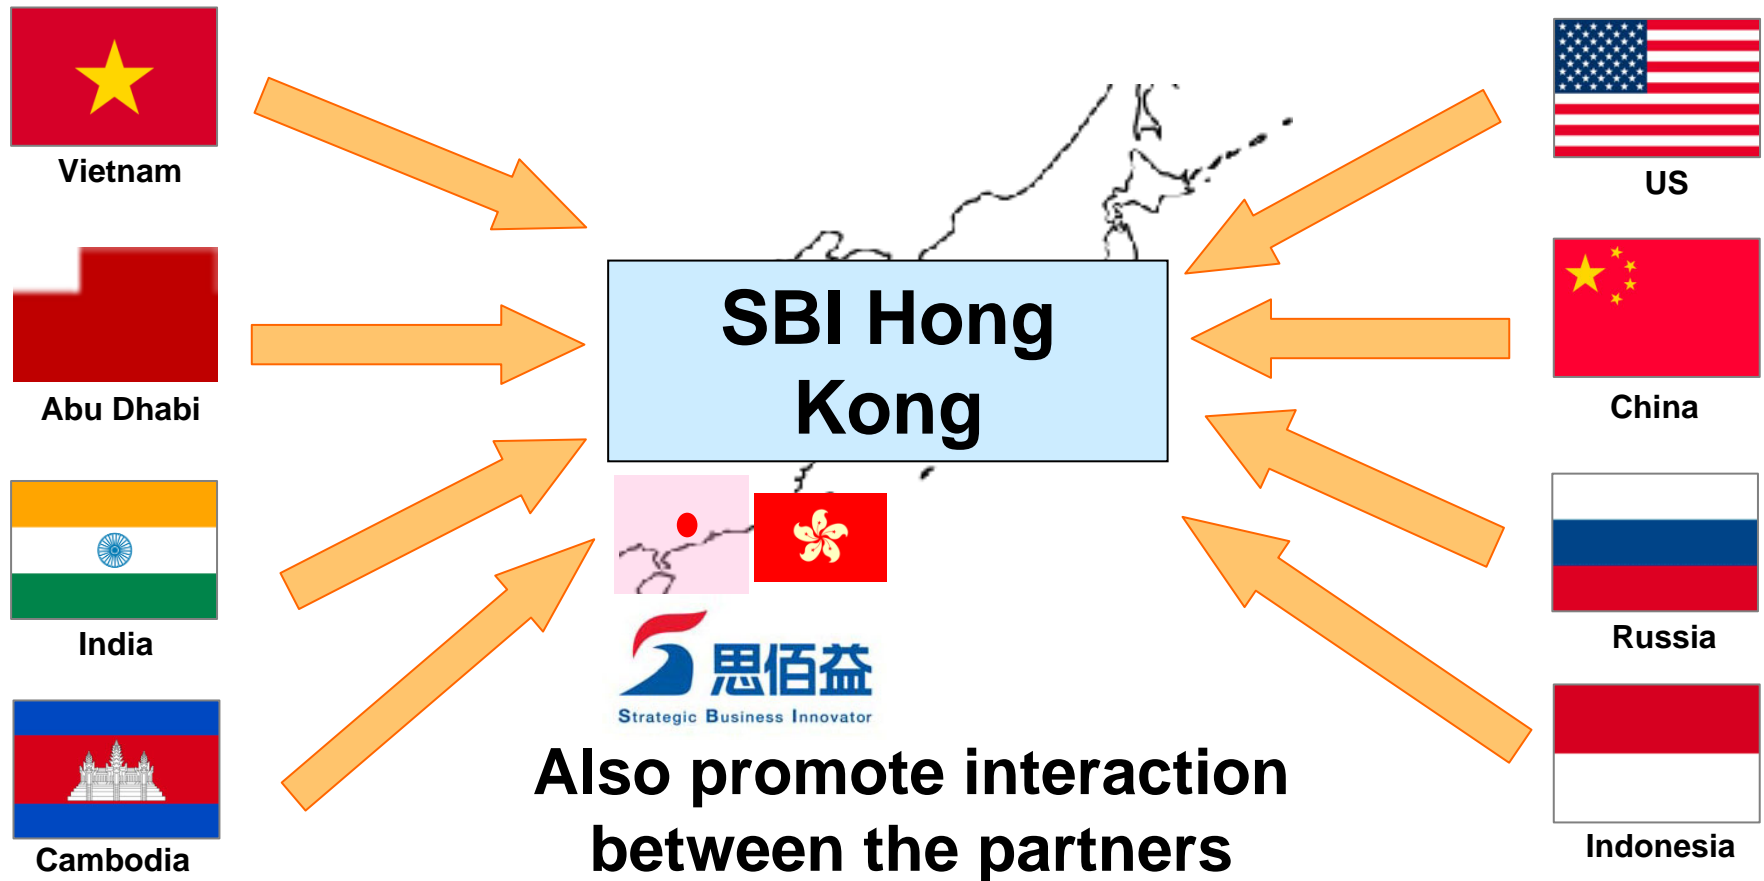 Vietnam
US
Abu Dhabi
SBI Hong
Kong
China
India
思佰益
Strategic Business Innovator
Russia
Also promote interaction
between the partners
Cambodia
Indonesia